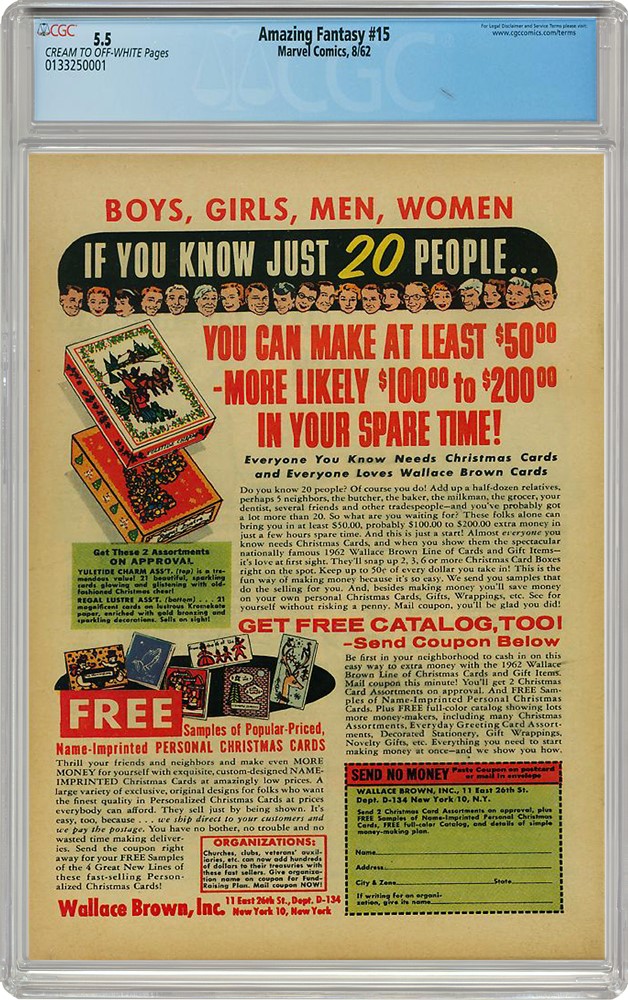 CGC
5.5
CREAM TO OFF-WHITE Pages
0133250001
Amazing Fantasy #15
Marvel Comics, 8/62
For Legal Disclaimer and Service Terms please visit:
www.cgccomics.com/terms
CGC
BOYS, GIRLS, MEN, WOMEN
IF YOU KNOW JUST 20 PEOPLE...
YOU CAN MAKE AT LEAST $50⁰⁰
-MORE LIKELY $100⁰⁰ to $200⁰⁰
IN YOUR SPARE TIME!
Everyone You Know Needs Christmas Cards
and Everyone Loves Wallace Brown Cards
Do you know 20 people? Of course you do! Add up a half-dozen relatives,
perhaps 5 neighbors, the butcher, the baker, the milkman, the grocer, your
dentist, several friends and other tradespeople—and you've probably got
a lot more than 20. So what are you waiting for? These folks alone can
bring you in at least $50.00, probably $100.00 to $200.00 extra money in
just a few hours spare time. And this is just a start! Almost everyone you
know needs Christmas Cards, and when you show them the spectacular
nationally famous 1962 Wallace Brown Line of Cards and Gift Items—
it's love at first sight. They'll snap up 2, 3, 6 or more Christmas Card Boxes
right on the spot. Keep up to 50¢ of every dollar you take in! This is the
fun way of making money because it's so easy. We send you samples that
do the selling for you. And, besides making money you'll save money
on your own personal Christmas Cards, Gifts, Wrappings, etc. See for
yourself without risking a penny. Mail coupon, you'll be glad you did!
Get These 2 Assortments
ON APPROVAL
YULETIDE CHARM ASS'T. (top) is a tre-
mendous value! 21 beautiful, sparkling
cards glowing and glistening with old-
fashioned Christmas cheer!
REGAL LUSTRE ASS'T. (bottom) . . . 21
magnificent cards on lustrous Kromekote
paper, enriched with gold bronzing and
sparkling decorations. Sells on sight!
GET FREE CATALOG, TOO!
-Send Coupon Below
Be first in your neighborhood to cash in on this
easy way to extra money with the 1962 Wallace
Brown Line of Christmas Cards and Gift Items.
Mail coupon this minute! You'll get 2 Christmas
Card Assortments on approval. And FREE Sam-
ples of Name-Imprinted Personal Christmas
Cards. Plus FREE full-color catalog showing lots
more money-makers, including many Christmas
Assortments, Everyday Greeting Card Assort-
ments, Decorated Stationery, Gift Wrappings,
Novelty Gifts, etc. Everything you need to start
making money at once—and we show you how.
FREE
Samples of Popular-Priced,
Name-Imprinted PERSONAL CHRISTMAS CARDS
Thrill your friends and neighbors and make even MORE
MONEY for yourself with exquisite, custom-designed NAME-
IMPRINTED Christmas Cards at amazingly low prices. A
large variety of exclusive, original designs for folks who want
the finest quality in Personalized Christmas Cards at prices
everybody can afford. They sell just by being shown. It's
easy, too, because . . . we ship direct to your customers and
we pay the postage. You have no bother, no trouble and no
wasted time making deliver-
ies. Send the coupon right
away for your FREE Samples
of the 4 Great New Lines of
these fast-selling Person-
alized Christmas Cards!
ORGANIZATIONS:
Churches, clubs, veterans' auxil-
iaries, etc. can now add hundreds
of dollars to their treasuries with
these fast sellers. Give organiza-
tion name on coupon for Fund-
Raising Plan. Mail coupon NOW!
Wallace Brown, Inc. 11 East 26th St., Dept. D-134
New York 10, New York
SEND NO MONEY Paste Coupon on postcard
or mail in envelope
WALLACE BROWN, INC., 11 East 26th St.
Dept. D-134 New York 10, N.Y.
Send 2 Christmas Card Assortments on approval, plus
FREE Samples of Name-Imprinted Personal Christmas
Cards, FREE full-color Catalog, and details of simple
money-making plan.
Name
Address
City & Zone State
If writing for an organi-
zation, give its name